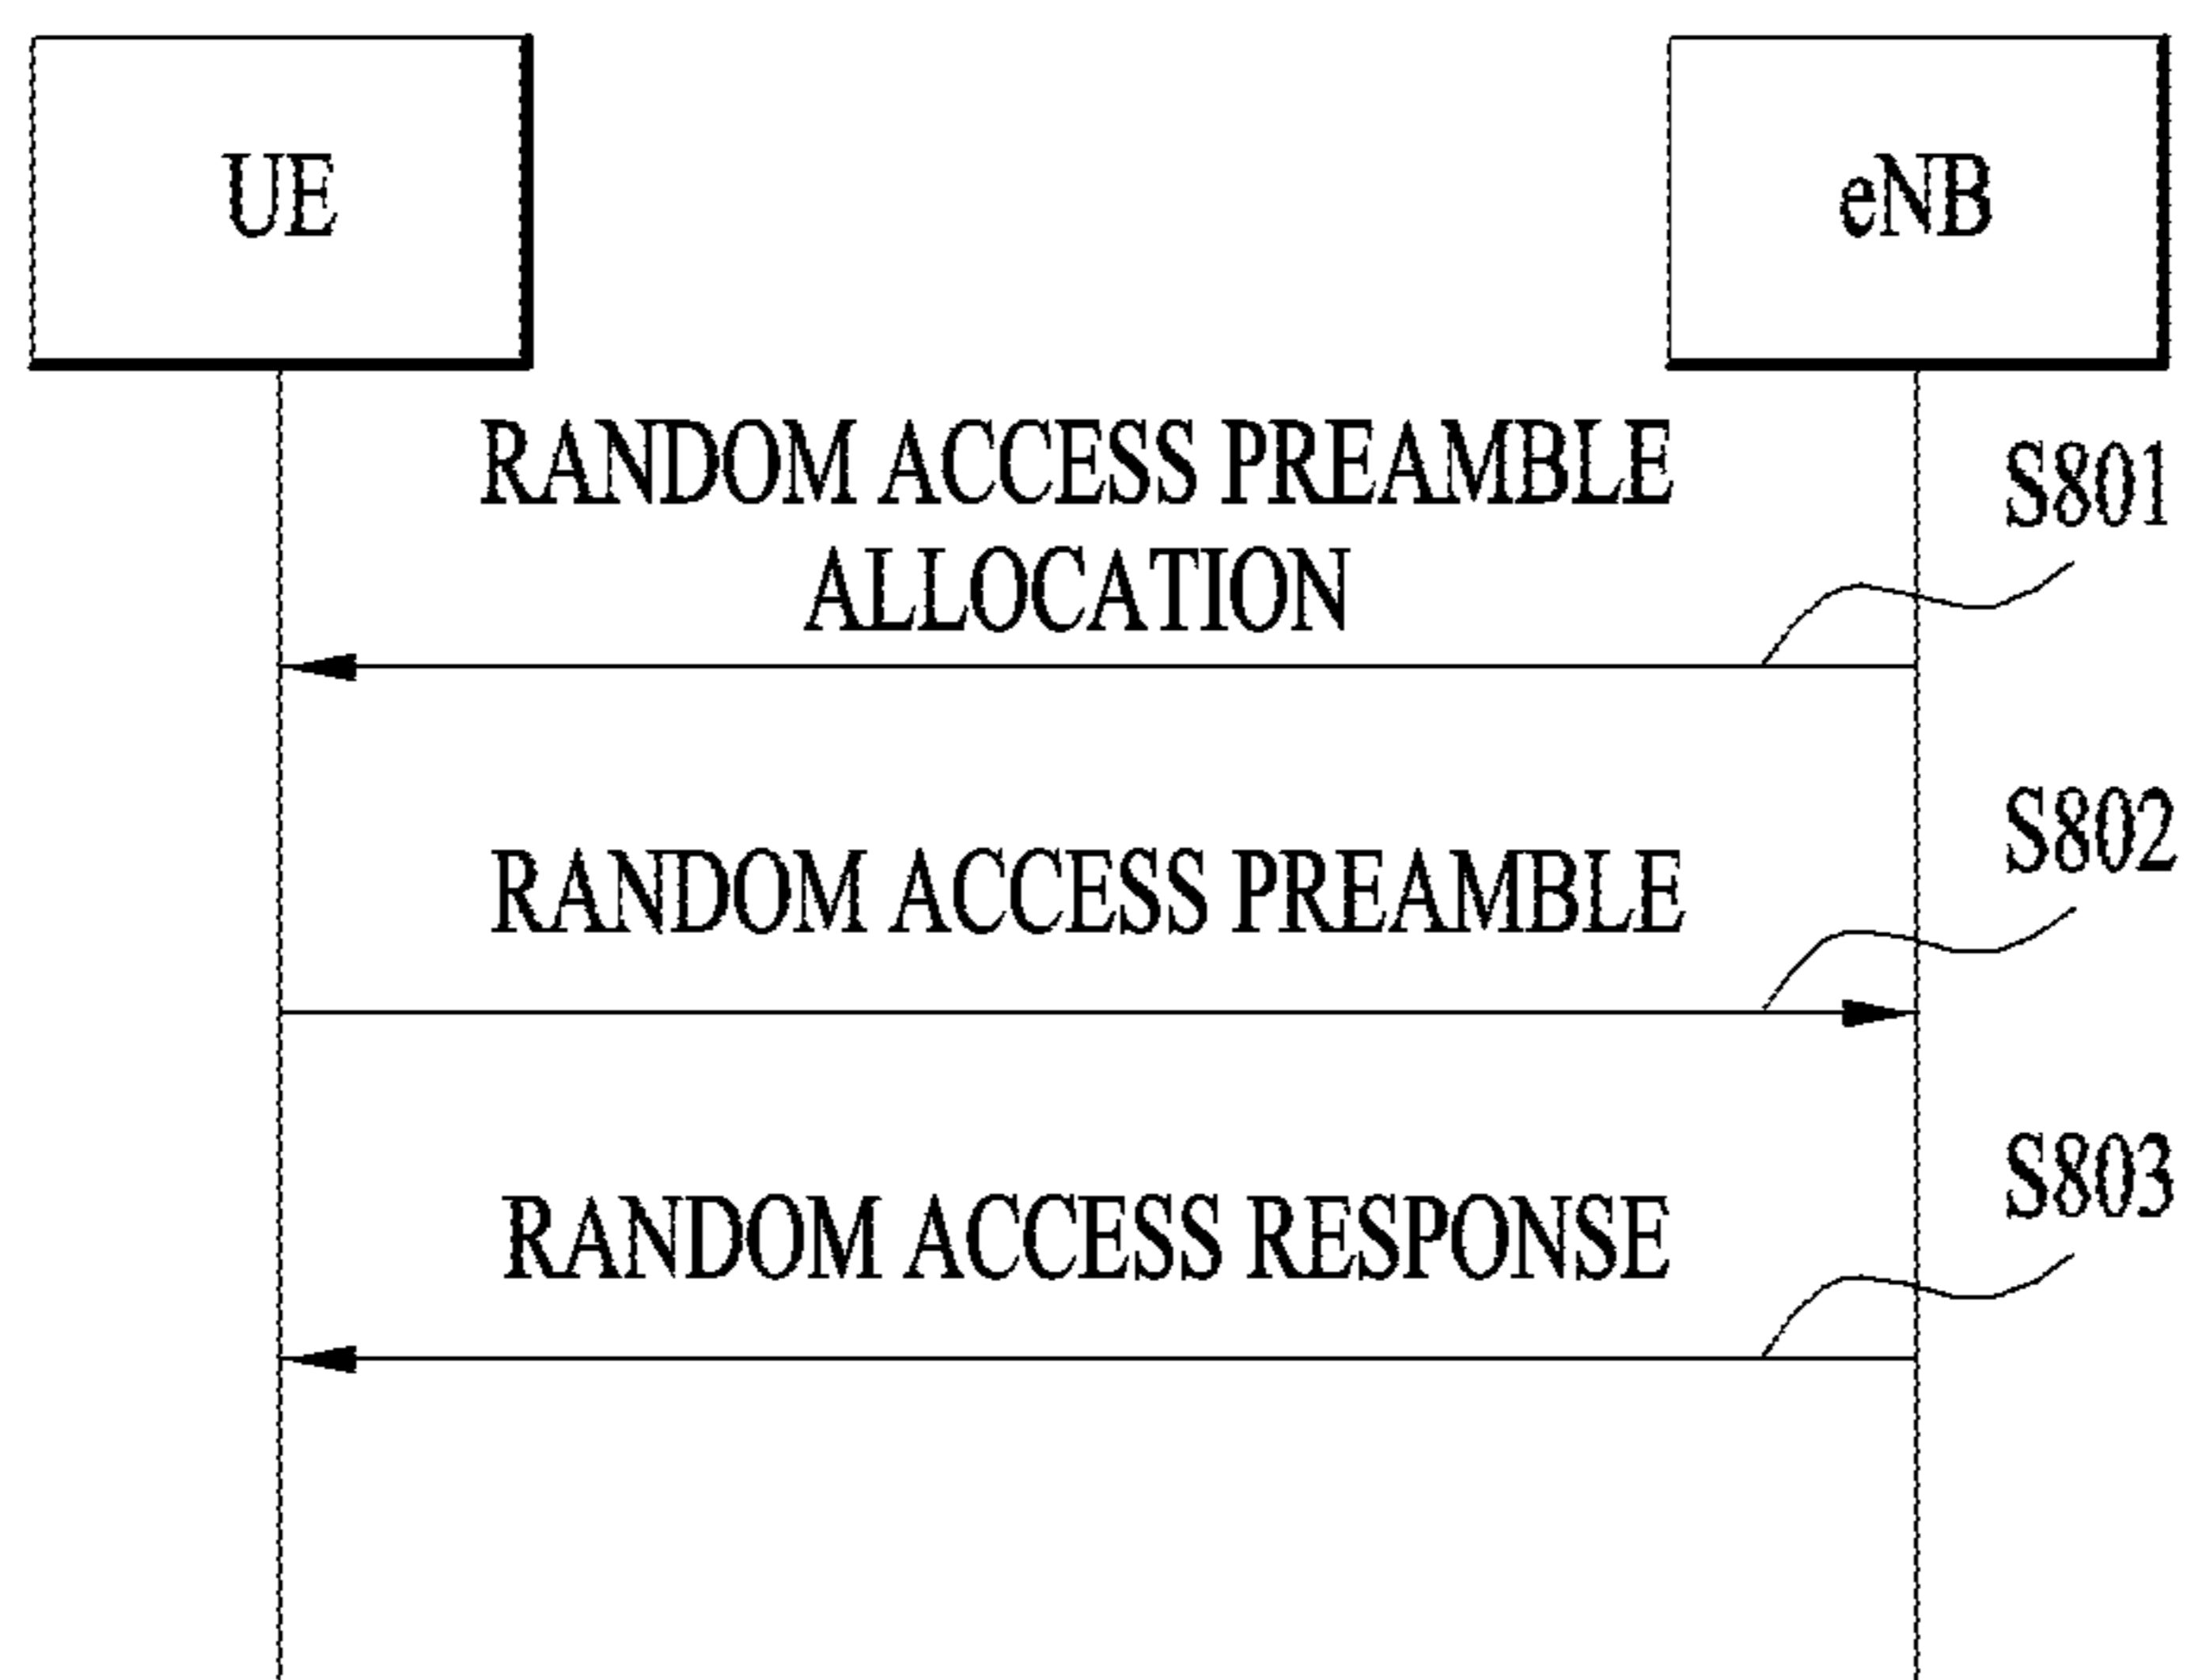 UE
eNB
RANDOM ACCESS PREAMBLE
ALLOCATION
S801
RANDOM ACCESS PREAMBLE
S802
RANDOM ACCESS RESPONSE
S803